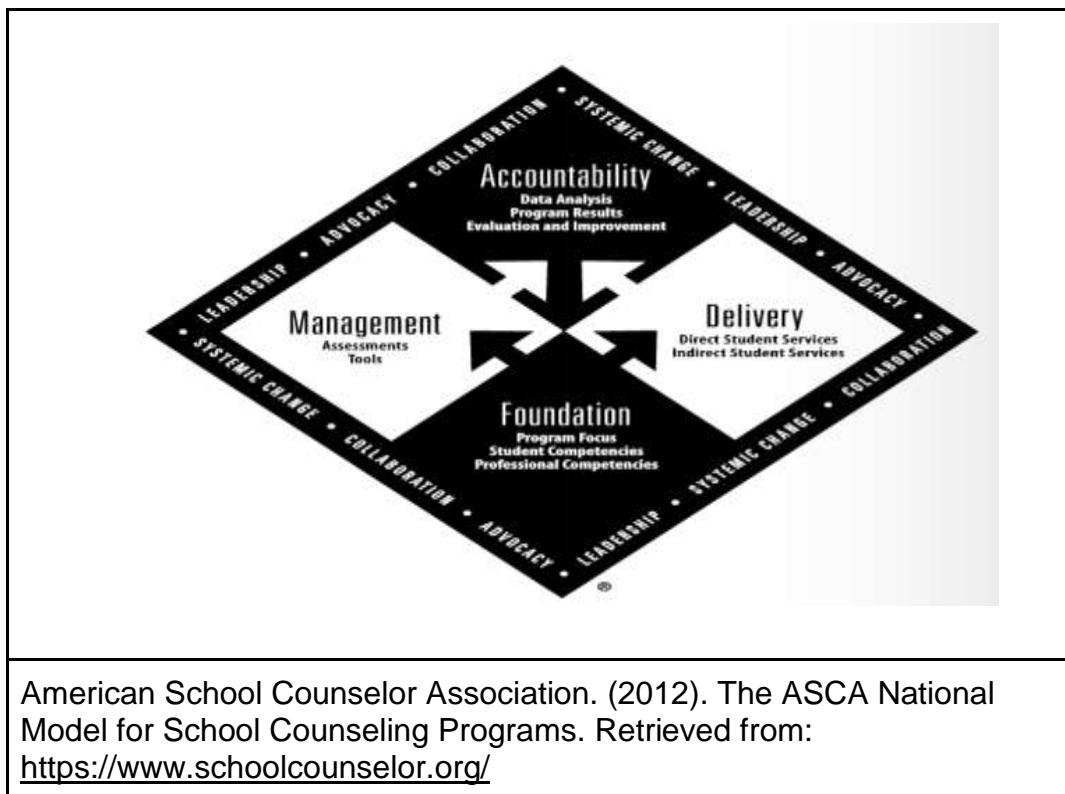 COLLABORATION • SYSTEMIC CHANGE • LEADERSHIP • ADVOCACY •
LEADERSHIP • ADVOCACY •
Accountability
Data Analysis
Program Results
Evaluation and Improvement
Management
Assessments
Tools
Delivery
Direct Student Services
Indirect Student Services
Foundation
Program Focus
Student Competencies
Professional Competencies
• SYSTEMIC CHANGE • COLLABORATION • ADVOCACY •
LEADERSHIP • SYSTEMIC CHANGE • COLLABORATION
®
American School Counselor Association. (2012). The ASCA National
Model for School Counseling Programs. Retrieved from:
https://www.schoolcounselor.org/